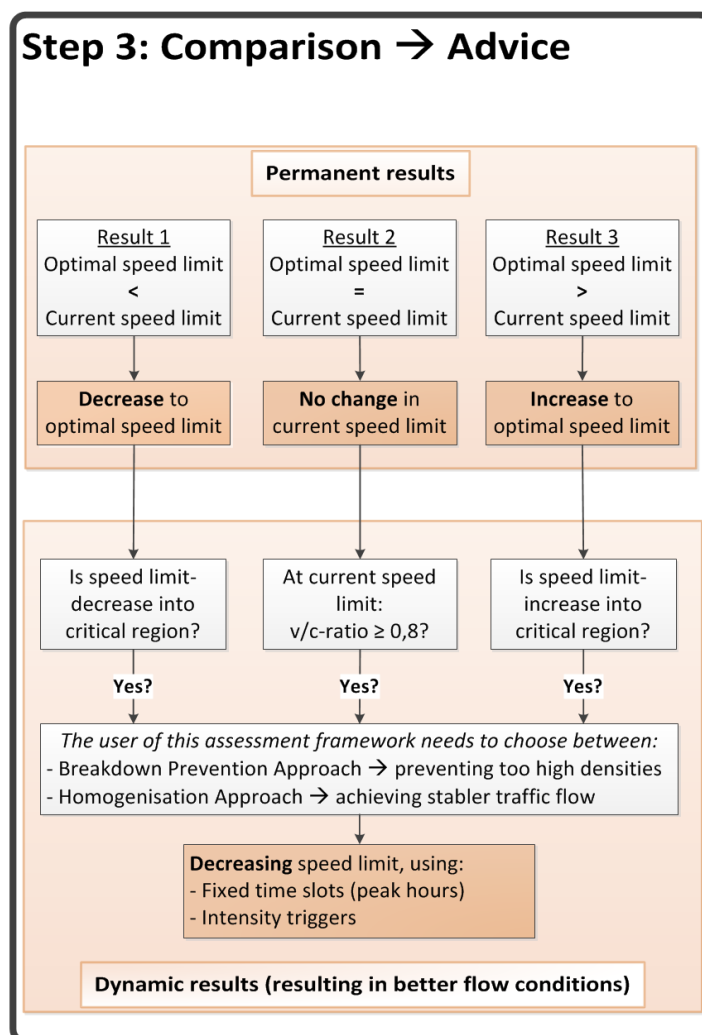 Step 3: Comparison → Advice
Permanent results
Result 1
Optimal speed limit
<
Current speed limit
Result 2
Optimal speed limit
=
Current speed limit
Result 3
Optimal speed limit
>
Current speed limit
Decrease to
optimal speed limit
No change in
current speed limit
Increase to
optimal speed limit
Is speed limit-
decrease into
critical region?
At current speed
limit:
v/c-ratio ≥ 0,8?
Is speed limit-
increase into
critical region?
Yes?
Yes?
Yes?
The user of this assessment framework needs to choose between:
- Breakdown Prevention Approach → preventing too high densities
- Homogenisation Approach → achieving stabler traffic flow
Decreasing speed limit, using:
- Fixed time slots (peak hours)
- Intensity triggers
Dynamic results (resulting in better flow conditions)